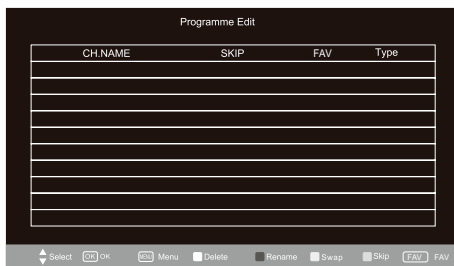 Programme Edit
CH.NAME SKIP FAV Type
Select OK OK MENU Menu Delete Rename Swap Skip FAV FAV